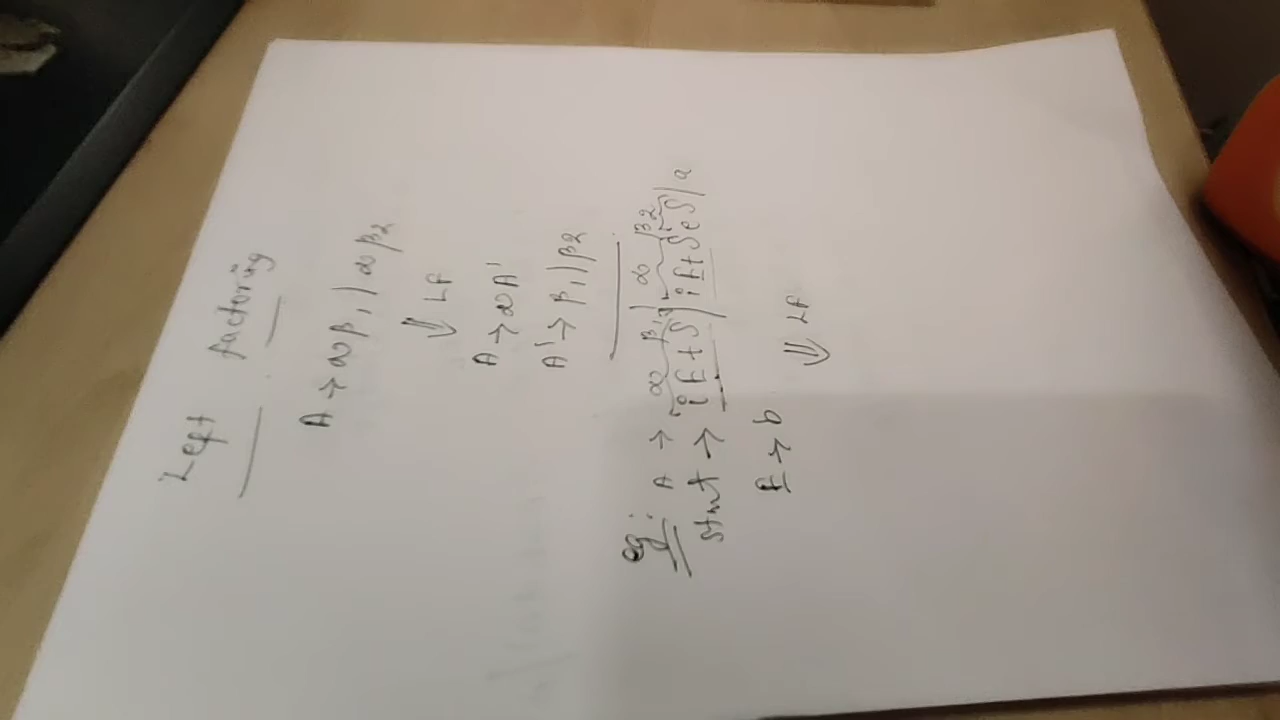 Left factoring
A → αβ₁ | αβ₂
⇓ LF
A → αA'
A' → β₁ | β₂
eg: A → α β₁ | α β₂
stmt → iEtS | iEtSeS | a
E → b
⇓ LF